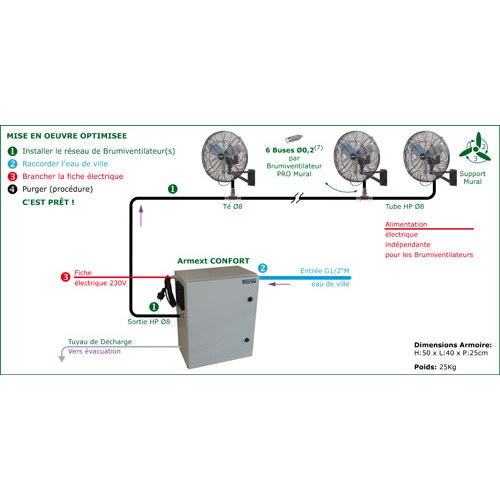 MISE EN OEUVRE OPTIMISEE
1 Installer le réseau de Brumiventilateur(s)
2 Raccorder l'eau de ville
3 Brancher la fiche électrique
4 Purger (procédure)
C'EST PRÊT !
6 Buses Ø0,2(7)
par
Brumiventilateur
PRO Mural
2
1
3
Support
Mural
1
Té Ø8
Tube HP Ø8
Alimentation
électrique
indépendante
pour les Brumiventilateurs
Armext CONFORT
3 Fiche
électrique 230V
2 Entrée G1/2"M
eau de ville
1
Sortie HP Ø8
Tuyau de Décharge
Vers évacuation
Dimensions Armoire:
H:50 x L:40 x P:25cm
Poids: 25Kg